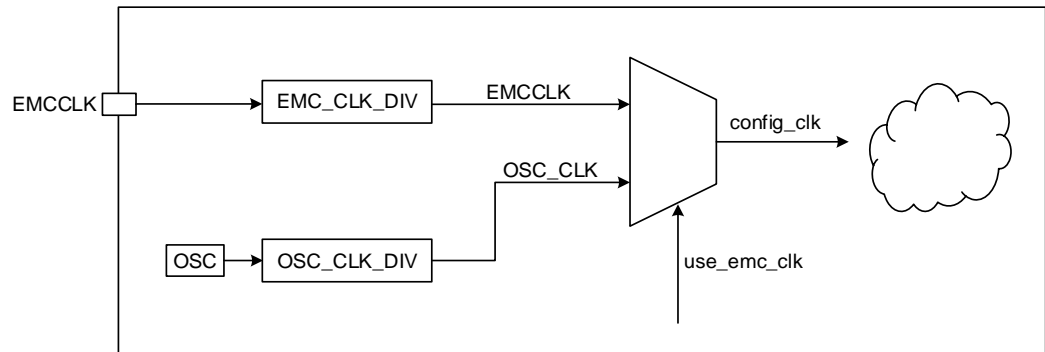 EMCCLK
EMC_CLK_DIV
EMCCLK
config_clk
OSC_CLK
OSC
OSC_CLK_DIV
use_emc_clk